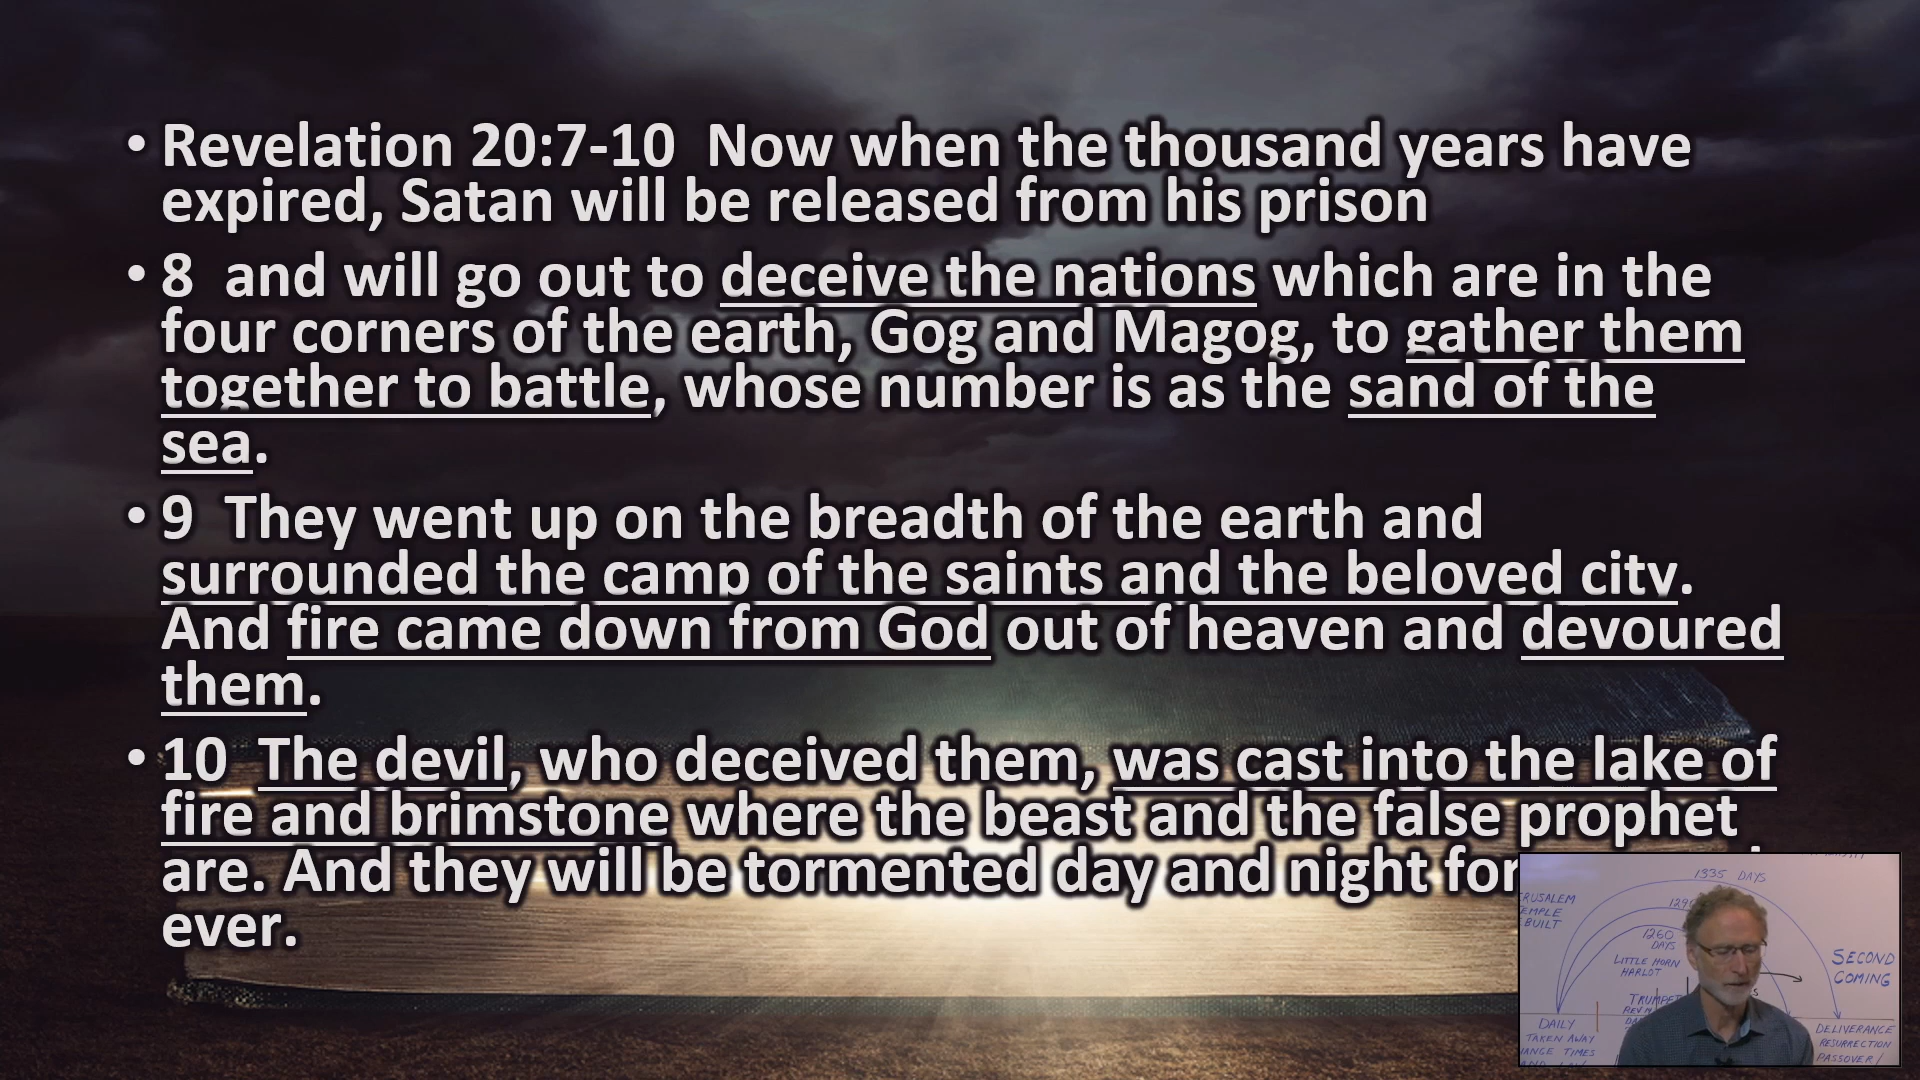 • Revelation 20:7-10  Now when the thousand years have
expired, Satan will be released from his prison
• 8  and will go out to deceive the nations which are in the
four corners of the earth, Gog and Magog, to gather them
together to battle, whose number is as the sand of the
sea.
• 9  They went up on the breadth of the earth and
surrounded the camp of the saints and the beloved city.
And fire came down from God out of heaven and devoured
them.
• 10  The devil, who deceived them, was cast into the lake of
fire and brimstone where the beast and the false prophet
are. And they will be tormented day and night for
ever.
1335 DAYS
1260
DAYS
LITTLE HORN
HARLOT
BUILT
SECOND
COMING
DAILY
TAKEN AWAY
DELIVERANCE
RESURRECTION
PASSOVER/